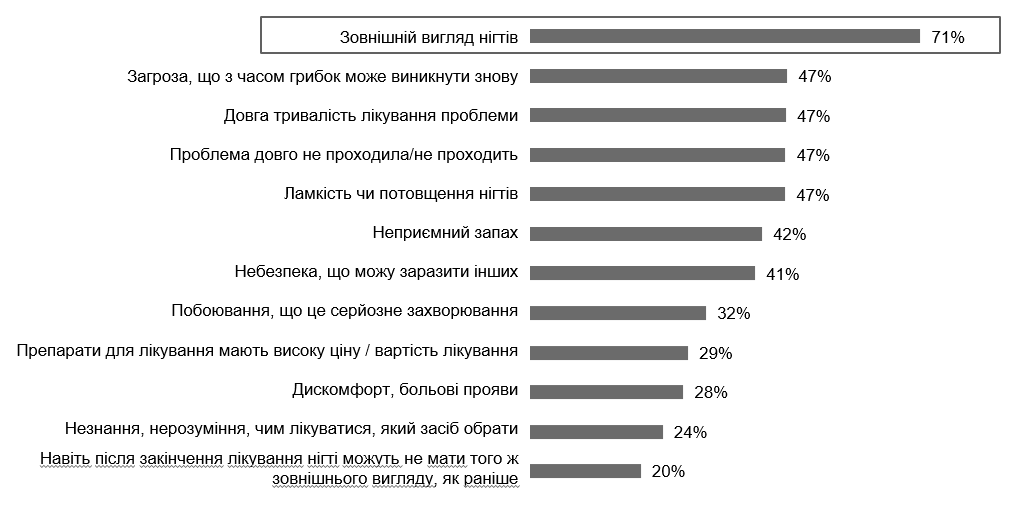 Зовнішній вигляд нігтів 71%
Загроза, що з часом грибок може виникнути знову 47%
Довга тривалість лікування проблеми 47%
Проблема довго не проходила/не проходить 47%
Ламкість чи потовщення нігтів 47%
Неприємний запах 42%
Небезпека, що можу заразити інших 41%
Побоювання, що це серйозне захворювання 32%
Препарати для лікування мають високу ціну / вартість лікування 29%
Дискомфорт, больові прояви 28%
Незнання, нерозуміння, чим лікуватися, який засіб обрати 24%
Навіть після закінчення лікування нігті можуть не мати того ж
зовнішнього вигляду, як раніше 20%